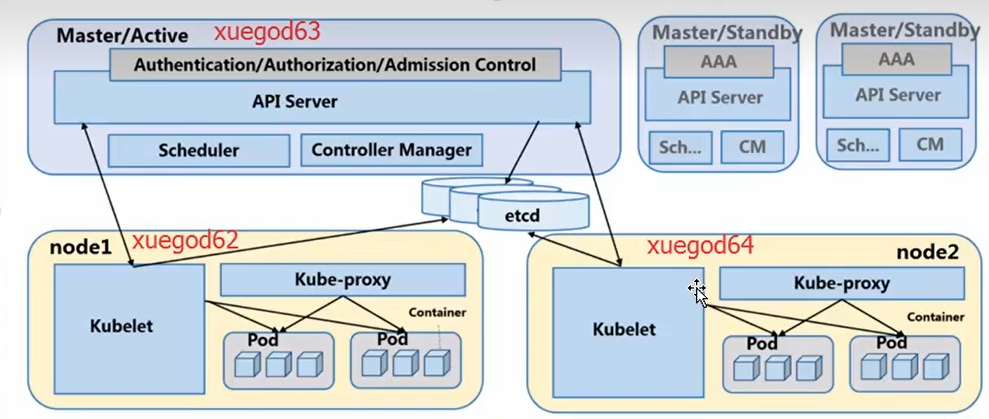 Master/Active xuegod63
Authentication/Authorization/Admission Control
API Server
Scheduler
Controller Manager
Master/Standby
AAA
API Server
Sch...
CM
Master/Standby
AAA
API Server
Sch...
CM
etcd
node1 xuegod62
Kubelet
Kube-proxy
Container
Pod
Pod
xuegod64 node2
Kubelet
Kube-proxy
Container
Pod
Pod